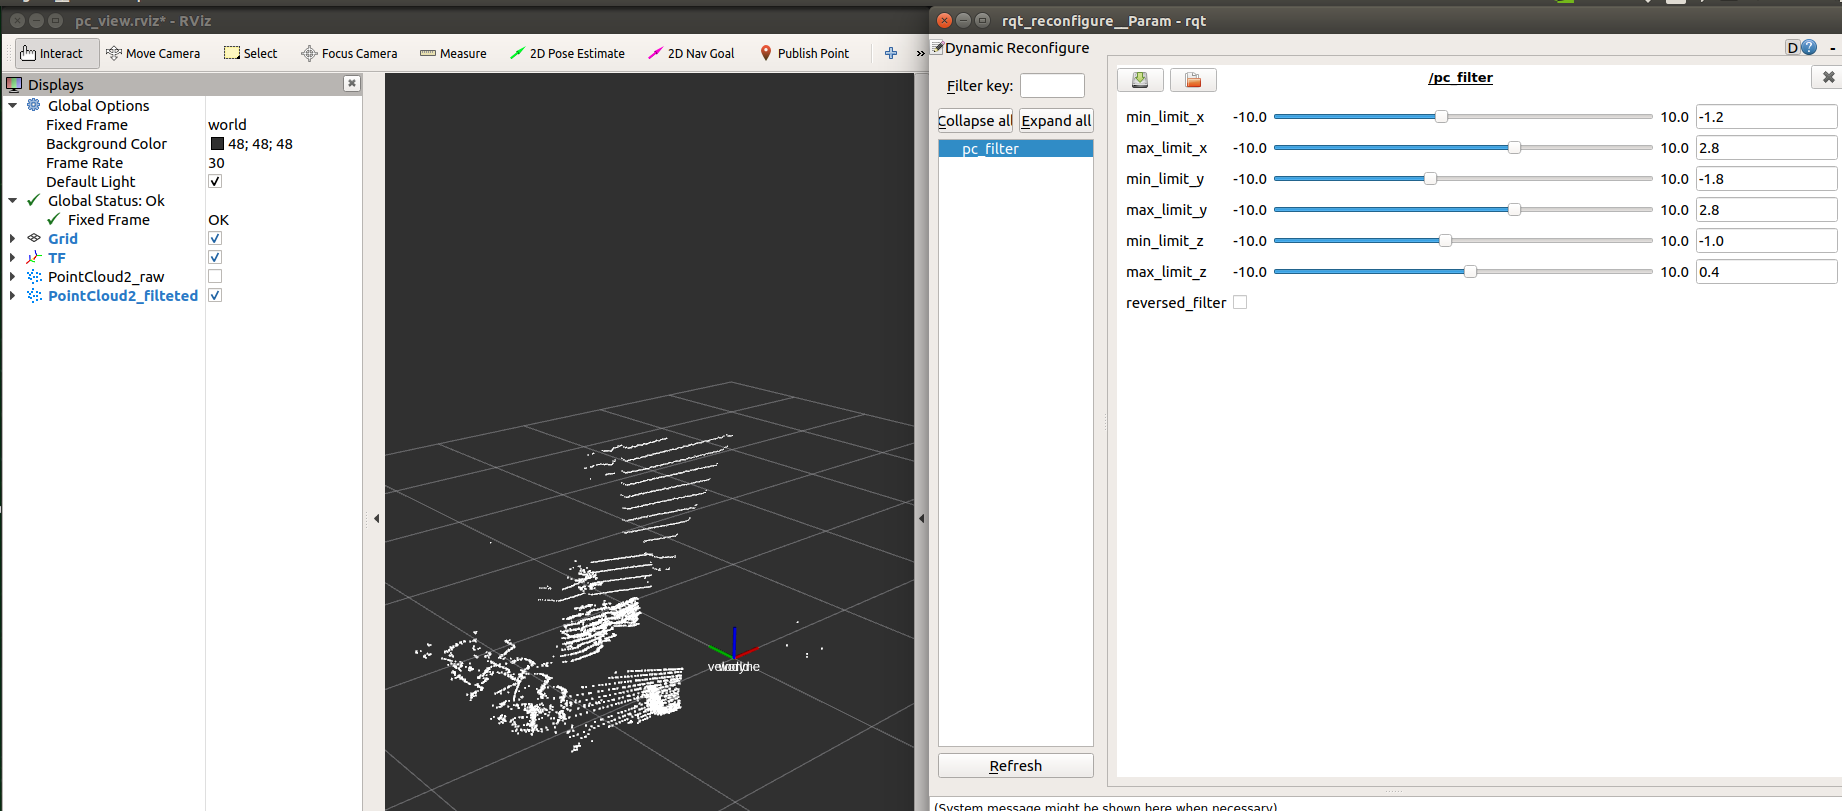 pc_view.rviz* - RViz
Interact Move Camera Select Focus Camera Measure 2D Pose Estimate 2D Nav Goal Publish Point »
Displays
Global Options
Fixed Frame world
Background Color 48; 48; 48
Frame Rate 30
Default Light
Global Status: Ok
Fixed Frame OK
Grid
TF
PointCloud2_raw
PointCloud2_filteted
rqt_reconfigure__Param - rqt
Dynamic Reconfigure D ? -
Filter key:
Collapse all Expand all
pc_filter
Refresh
/pc_filter
min_limit_x -10.0 10.0 -1.2
max_limit_x -10.0 10.0 2.8
min_limit_y -10.0 10.0 -1.8
max_limit_y -10.0 10.0 2.8
min_limit_z -10.0 10.0 -1.0
max_limit_z -10.0 10.0 0.4
reversed_filter
(System message might be shown here when necessary)